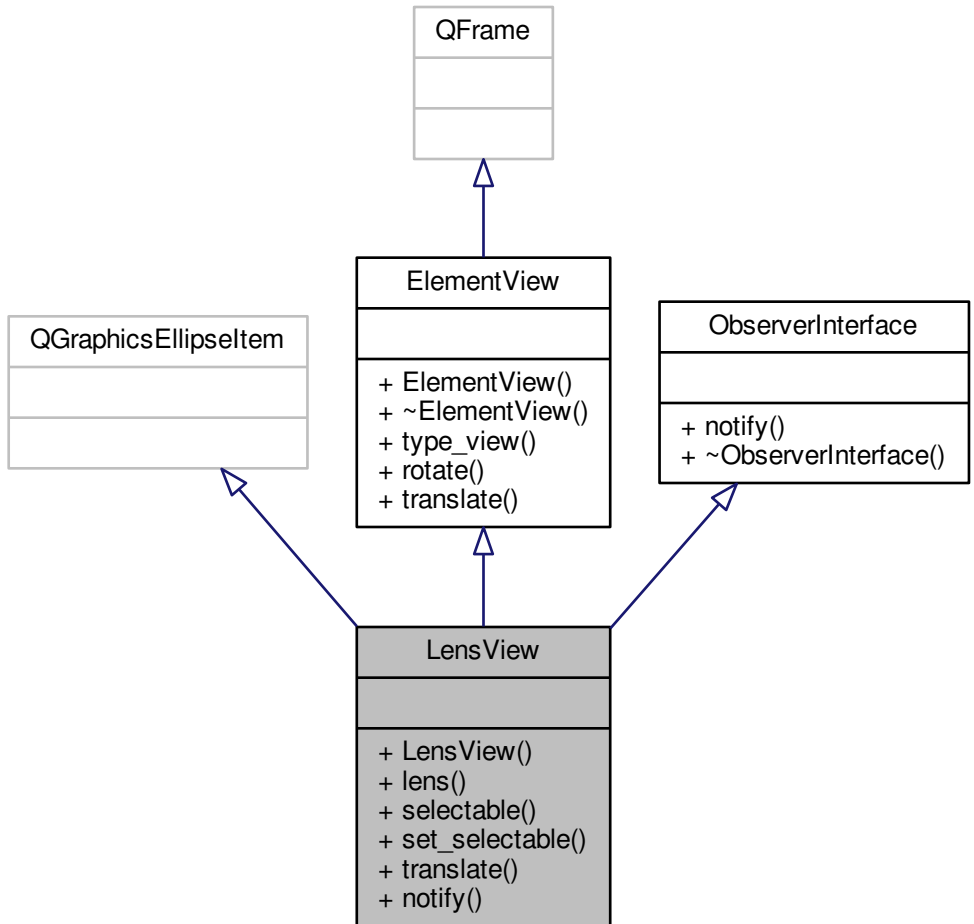 QFrame
ElementView
+ ElementView()
+ ~ElementView()
+ type_view()
+ rotate()
+ translate()
QGraphicsEllipseItem
ObserverInterface
+ notify()
+ ~ObserverInterface()
LensView
+ LensView()
+ lens()
+ selectable()
+ set_selectable()
+ translate()
+ notify()